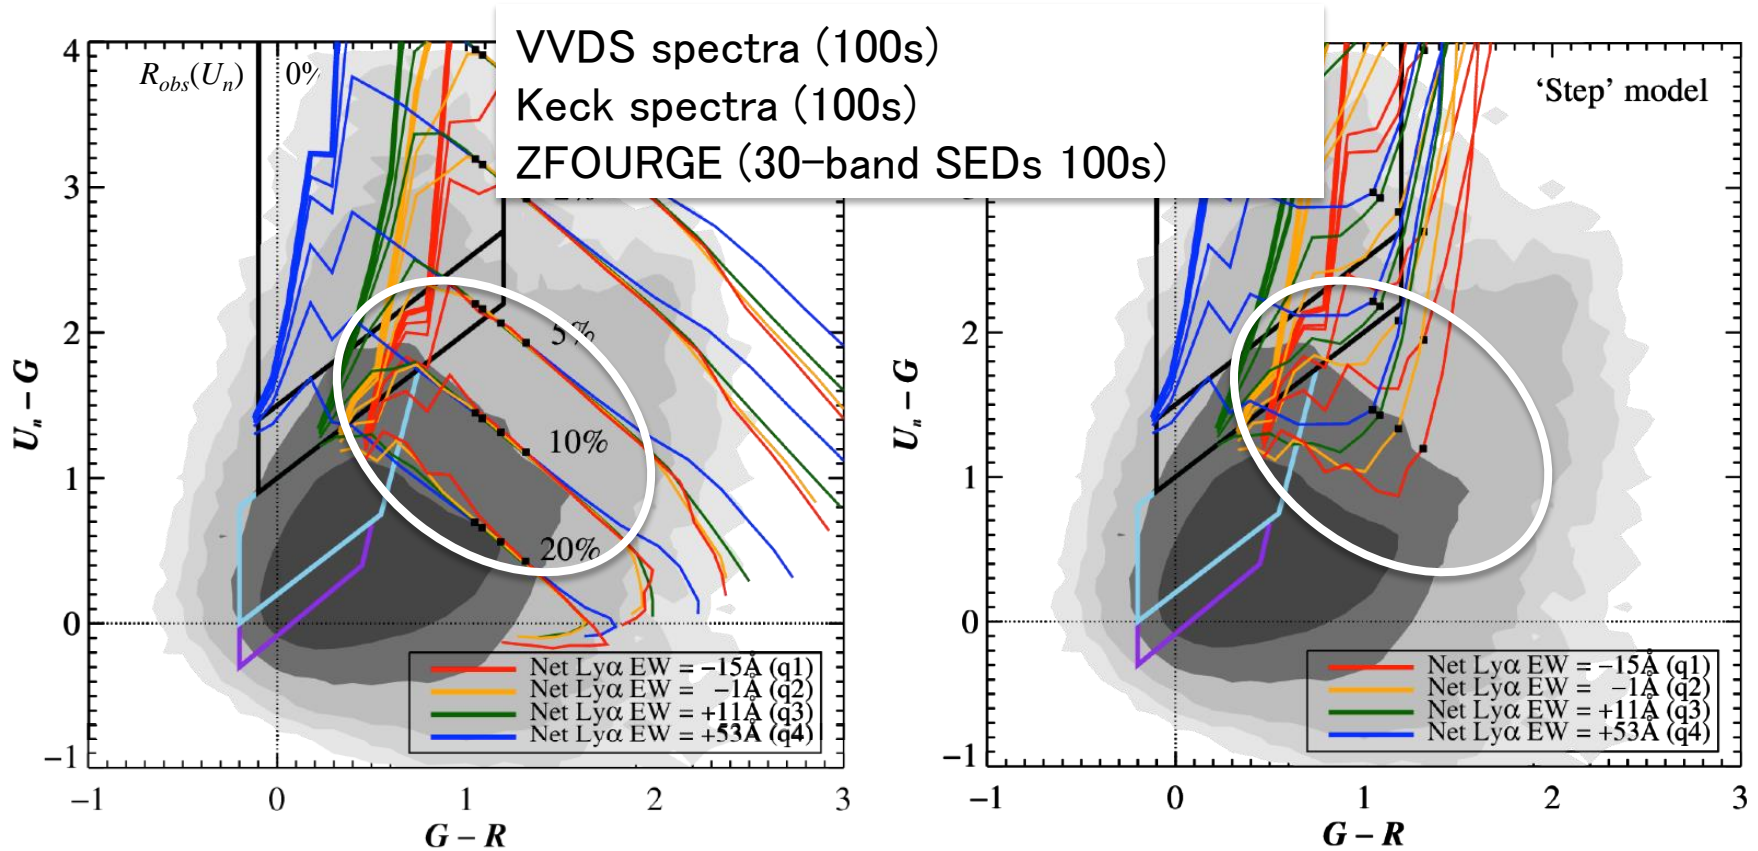 VVDS spectra (100s)
Keck spectra (100s)
ZFOURGE (30-band SEDs 100s)
R_obs(U_n) 0%
5%
10%
20%
4
3
2
1
0
−1
U_n − G
Net Lyα EW = −15Å (q1)
Net Lyα EW = −1Å (q2)
Net Lyα EW = +11Å (q3)
Net Lyα EW = +53Å (q4)
−1 0 1 2 3
G − R
'Step' model
2
1
0
−1
U_n − G
Net Lyα EW = −15Å (q1)
Net Lyα EW = −1Å (q2)
Net Lyα EW = +11Å (q3)
Net Lyα EW = +53Å (q4)
−1 0 1 2 3
G − R